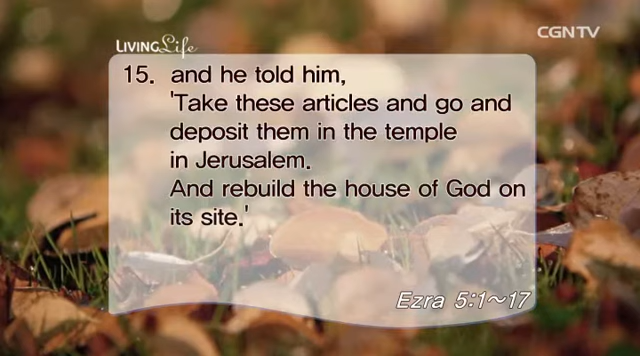 LIVING Life
CGNTV
15. and he told him,
'Take these articles and go and
deposit them in the temple
in Jerusalem.
And rebuild the house of God on
its site.'
Ezra 5:1~17